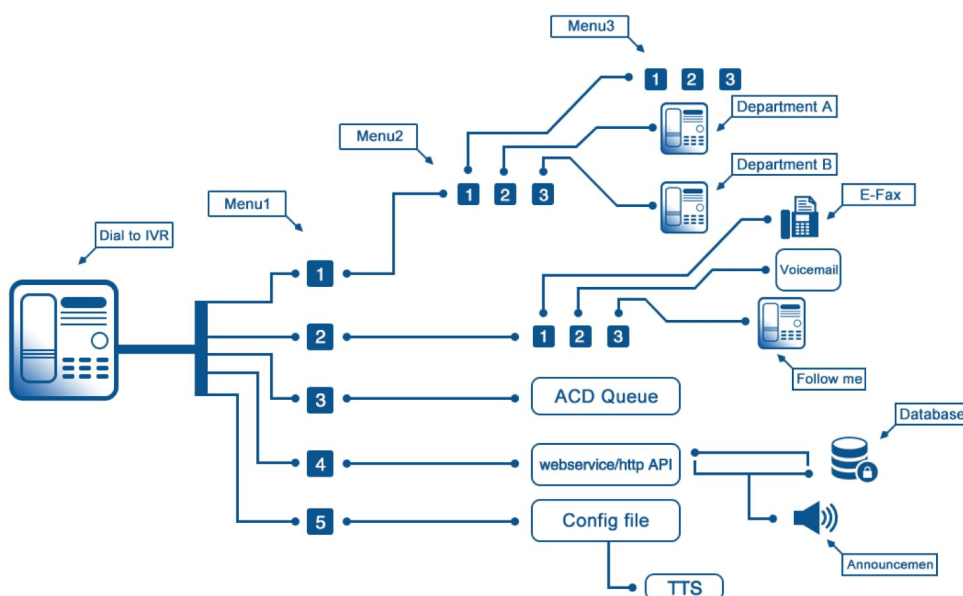 Menu3
1 2 3
Department A
Menu2
Department B
1 2 3
E-Fax
Menu1
Dial to IVR
Voicemail
1
2
1 2 3
Follow me
3
ACD Queue
Database
4
webservice/http API
5
Config file
Announcemen
TTS